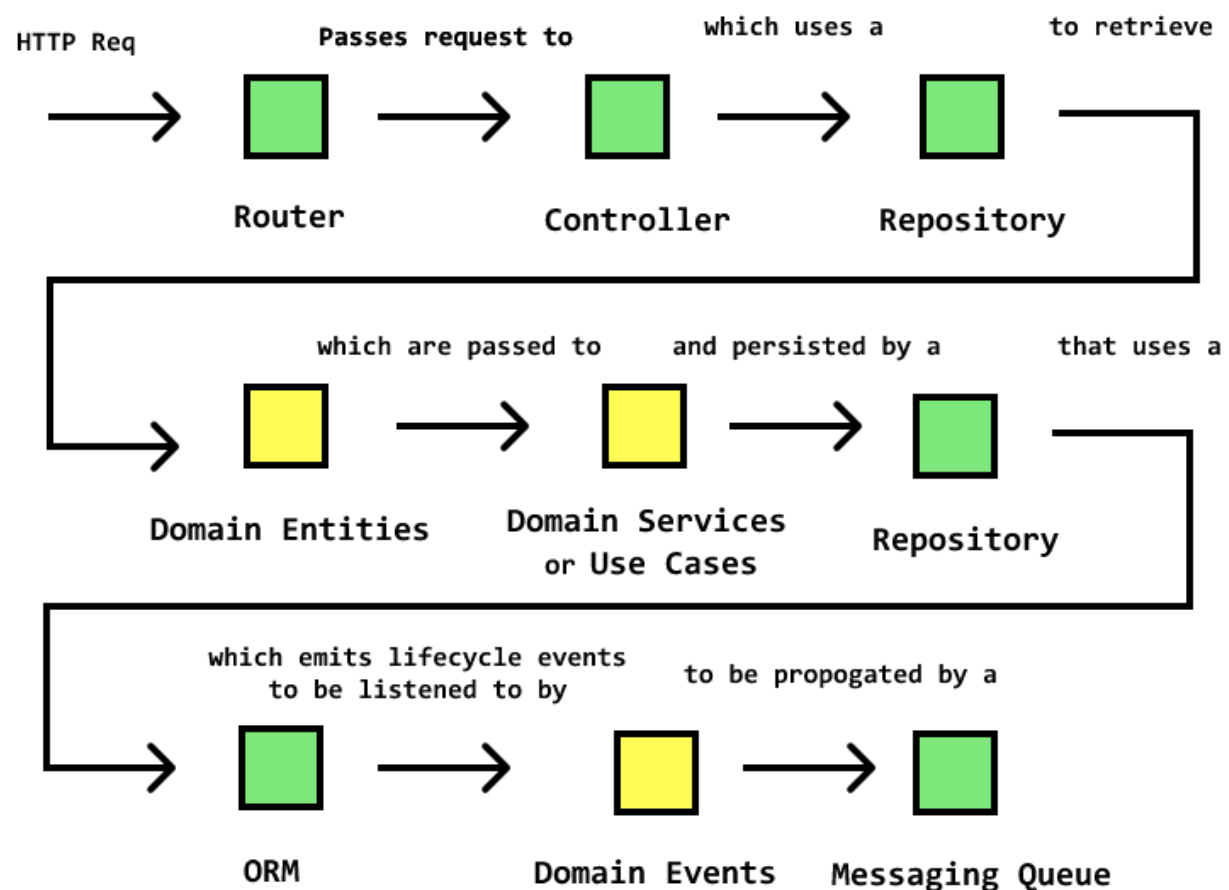 HTTP Req
Passes request to
which uses a
to retrieve
Router
Controller
Repository
which are passed to
and persisted by a
that uses a
Domain Entities
Domain Services
or Use Cases
Repository
which emits lifecycle events
to be listened to by
to be propogated by a
ORM
Domain Events
Messaging Queue